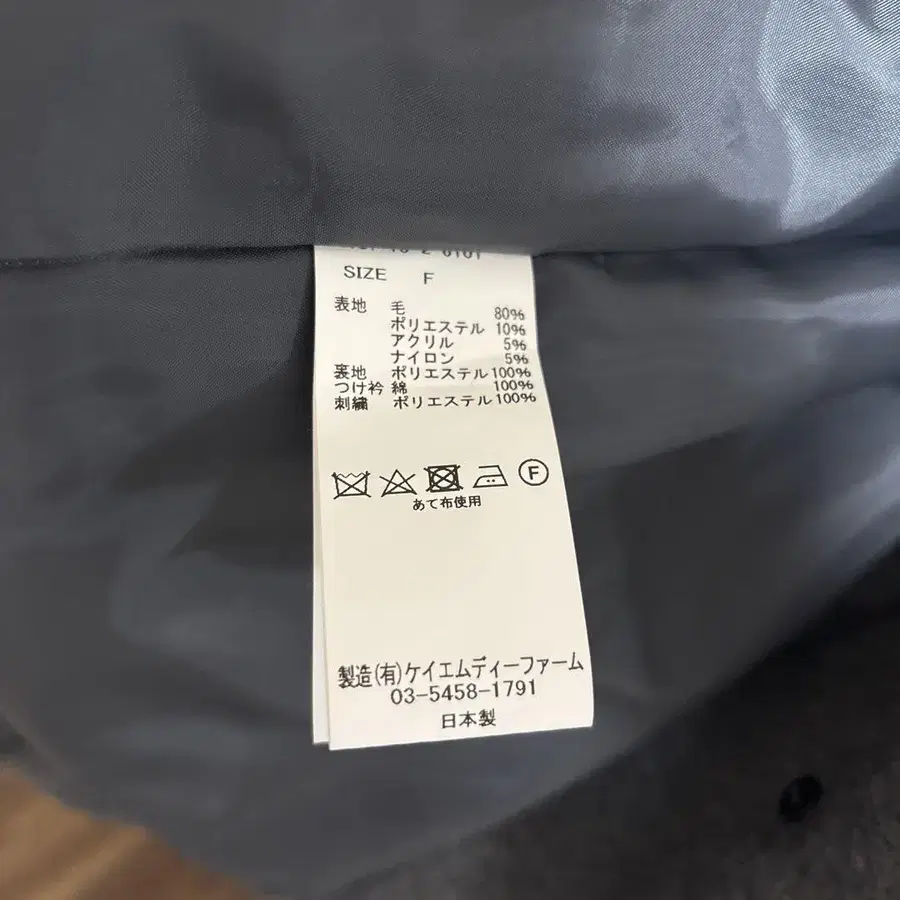 SIZE F
表地 毛 80%
ポリエステル 10%
アクリル 5%
ナイロン 5%
裏地 ポリエステル 100%
つけ衿 綿 100%
刺繍 ポリエステル 100%
F
あて布使用
製造(有)ケイエムディーファーム
03-5458-1791
日本製